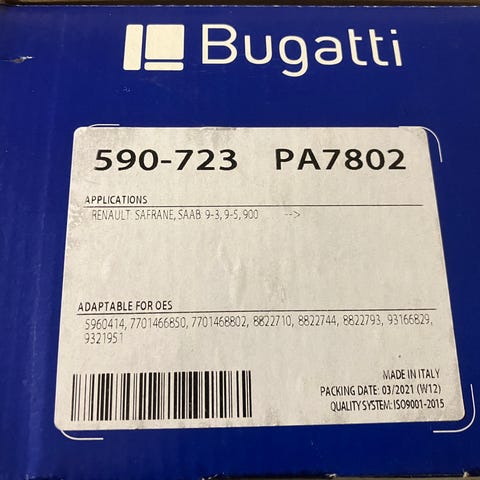 Bugatti
590-723 PA7802
APPLICATIONS
RENAULT SAFRANE, SAAB 9-3, 9-5, 900 -->
ADAPTABLE FOR OES
5960414, 7701466850, 7701468802, 8822710, 8822744, 8822793, 93166829,
9321951
MADE IN ITALY
PACKING DATE: 03/2021 (W12)
QUALITY SYSTEM: ISO9001-2015